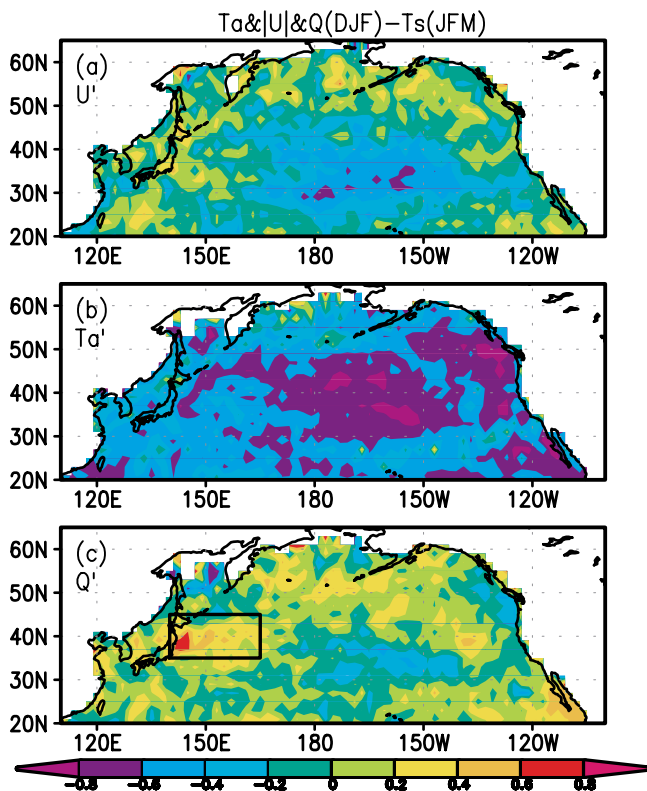 Ta&|U|&Q(DJF)−Ts(JFM)
60N
50N
40N
30N
20N
(a)
U'
120E 150E 180 150W 120W
60N
50N
40N
30N
20N
(b)
Ta'
120E 150E 180 150W 120W
60N
50N
40N
30N
20N
(c)
Q'
120E 150E 180 150W 120W
−0.8 −0.6 −0.4 −0.2 0 0.2 0.4 0.6 0.8